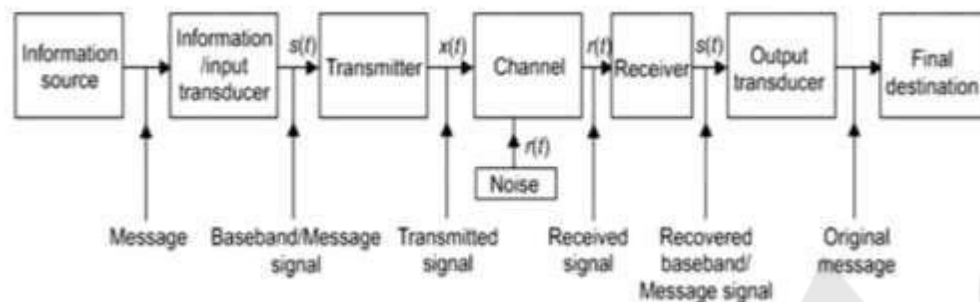 Information
source
Information
/input
transducer
s(t)
Transmitter
x(t)
Channel
r(t)
Receiver
s(t)
Output
transducer
Final
destination
r(t)
Noise
Message
Baseband/Message
signal
Transmitted
signal
Received
signal
Recovered
baseband/
Message signal
Original
message